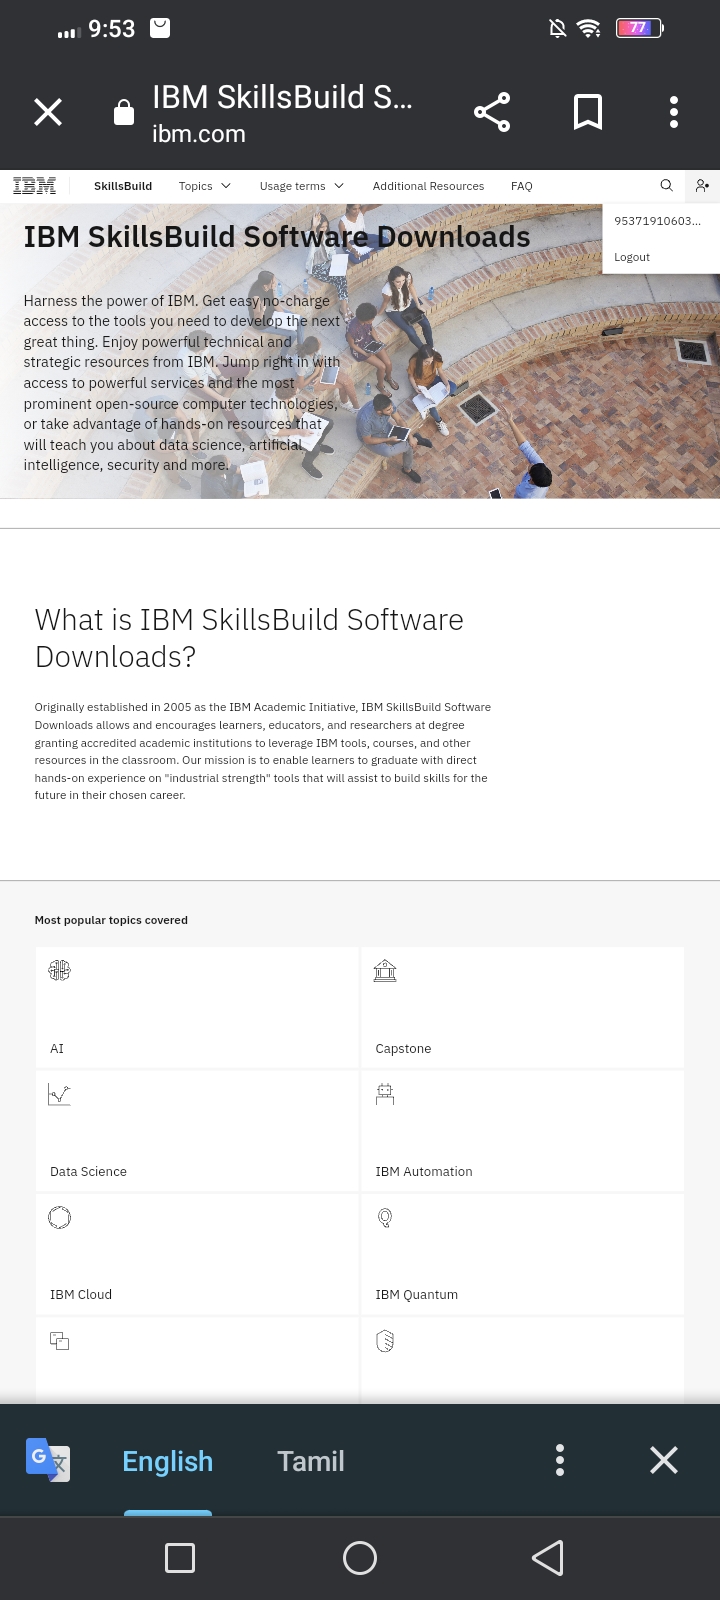 9:53
77
IBM SkillsBuild S...
ibm.com
IBM
SkillsBuild
Topics
Usage terms
Additional Resources
FAQ
95371910603...
Logout
IBM SkillsBuild Software Downloads
Harness the power of IBM. Get easy no-charge
access to the tools you need to develop the next
great thing. Enjoy powerful technical and
strategic resources from IBM. Jump right in with
access to powerful services and the most
prominent open-source computer technologies,
or take advantage of hands-on resources that
will teach you about data science, artificial
intelligence, security and more.
What is IBM SkillsBuild Software
Downloads?
Originally established in 2005 as the IBM Academic Initiative, IBM SkillsBuild Software
Downloads allows and encourages learners, educators, and researchers at degree
granting accredited academic institutions to leverage IBM tools, courses, and other
resources in the classroom. Our mission is to enable learners to graduate with direct
hands-on experience on "industrial strength" tools that will assist to build skills for the
future in their chosen career.
Most popular topics covered
AI
Capstone
Data Science
IBM Automation
IBM Cloud
IBM Quantum
G 文
English
Tamil